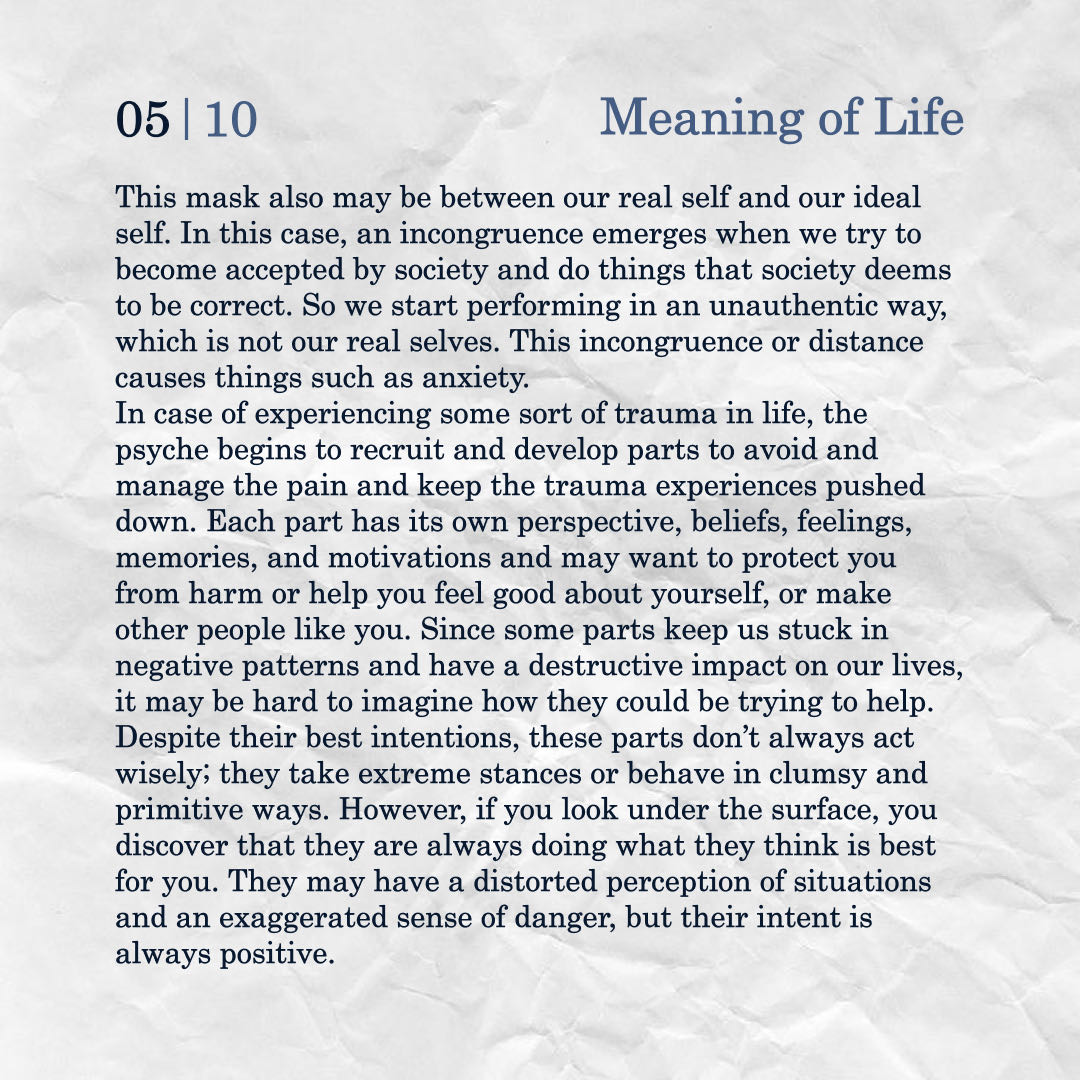 05 | 10
Meaning of Life
This mask also may be between our real self and our ideal
self. In this case, an incongruence emerges when we try to
become accepted by society and do things that society deems
to be correct. So we start performing in an unauthentic way,
which is not our real selves. This incongruence or distance
causes things such as anxiety.
In case of experiencing some sort of trauma in life, the
psyche begins to recruit and develop parts to avoid and
manage the pain and keep the trauma experiences pushed
down. Each part has its own perspective, beliefs, feelings,
memories, and motivations and may want to protect you
from harm or help you feel good about yourself, or make
other people like you. Since some parts keep us stuck in
negative patterns and have a destructive impact on our lives,
it may be hard to imagine how they could be trying to help.
Despite their best intentions, these parts don’t always act
wisely; they take extreme stances or behave in clumsy and
primitive ways. However, if you look under the surface, you
discover that they are always doing what they think is best
for you. They may have a distorted perception of situations
and an exaggerated sense of danger, but their intent is
always positive.